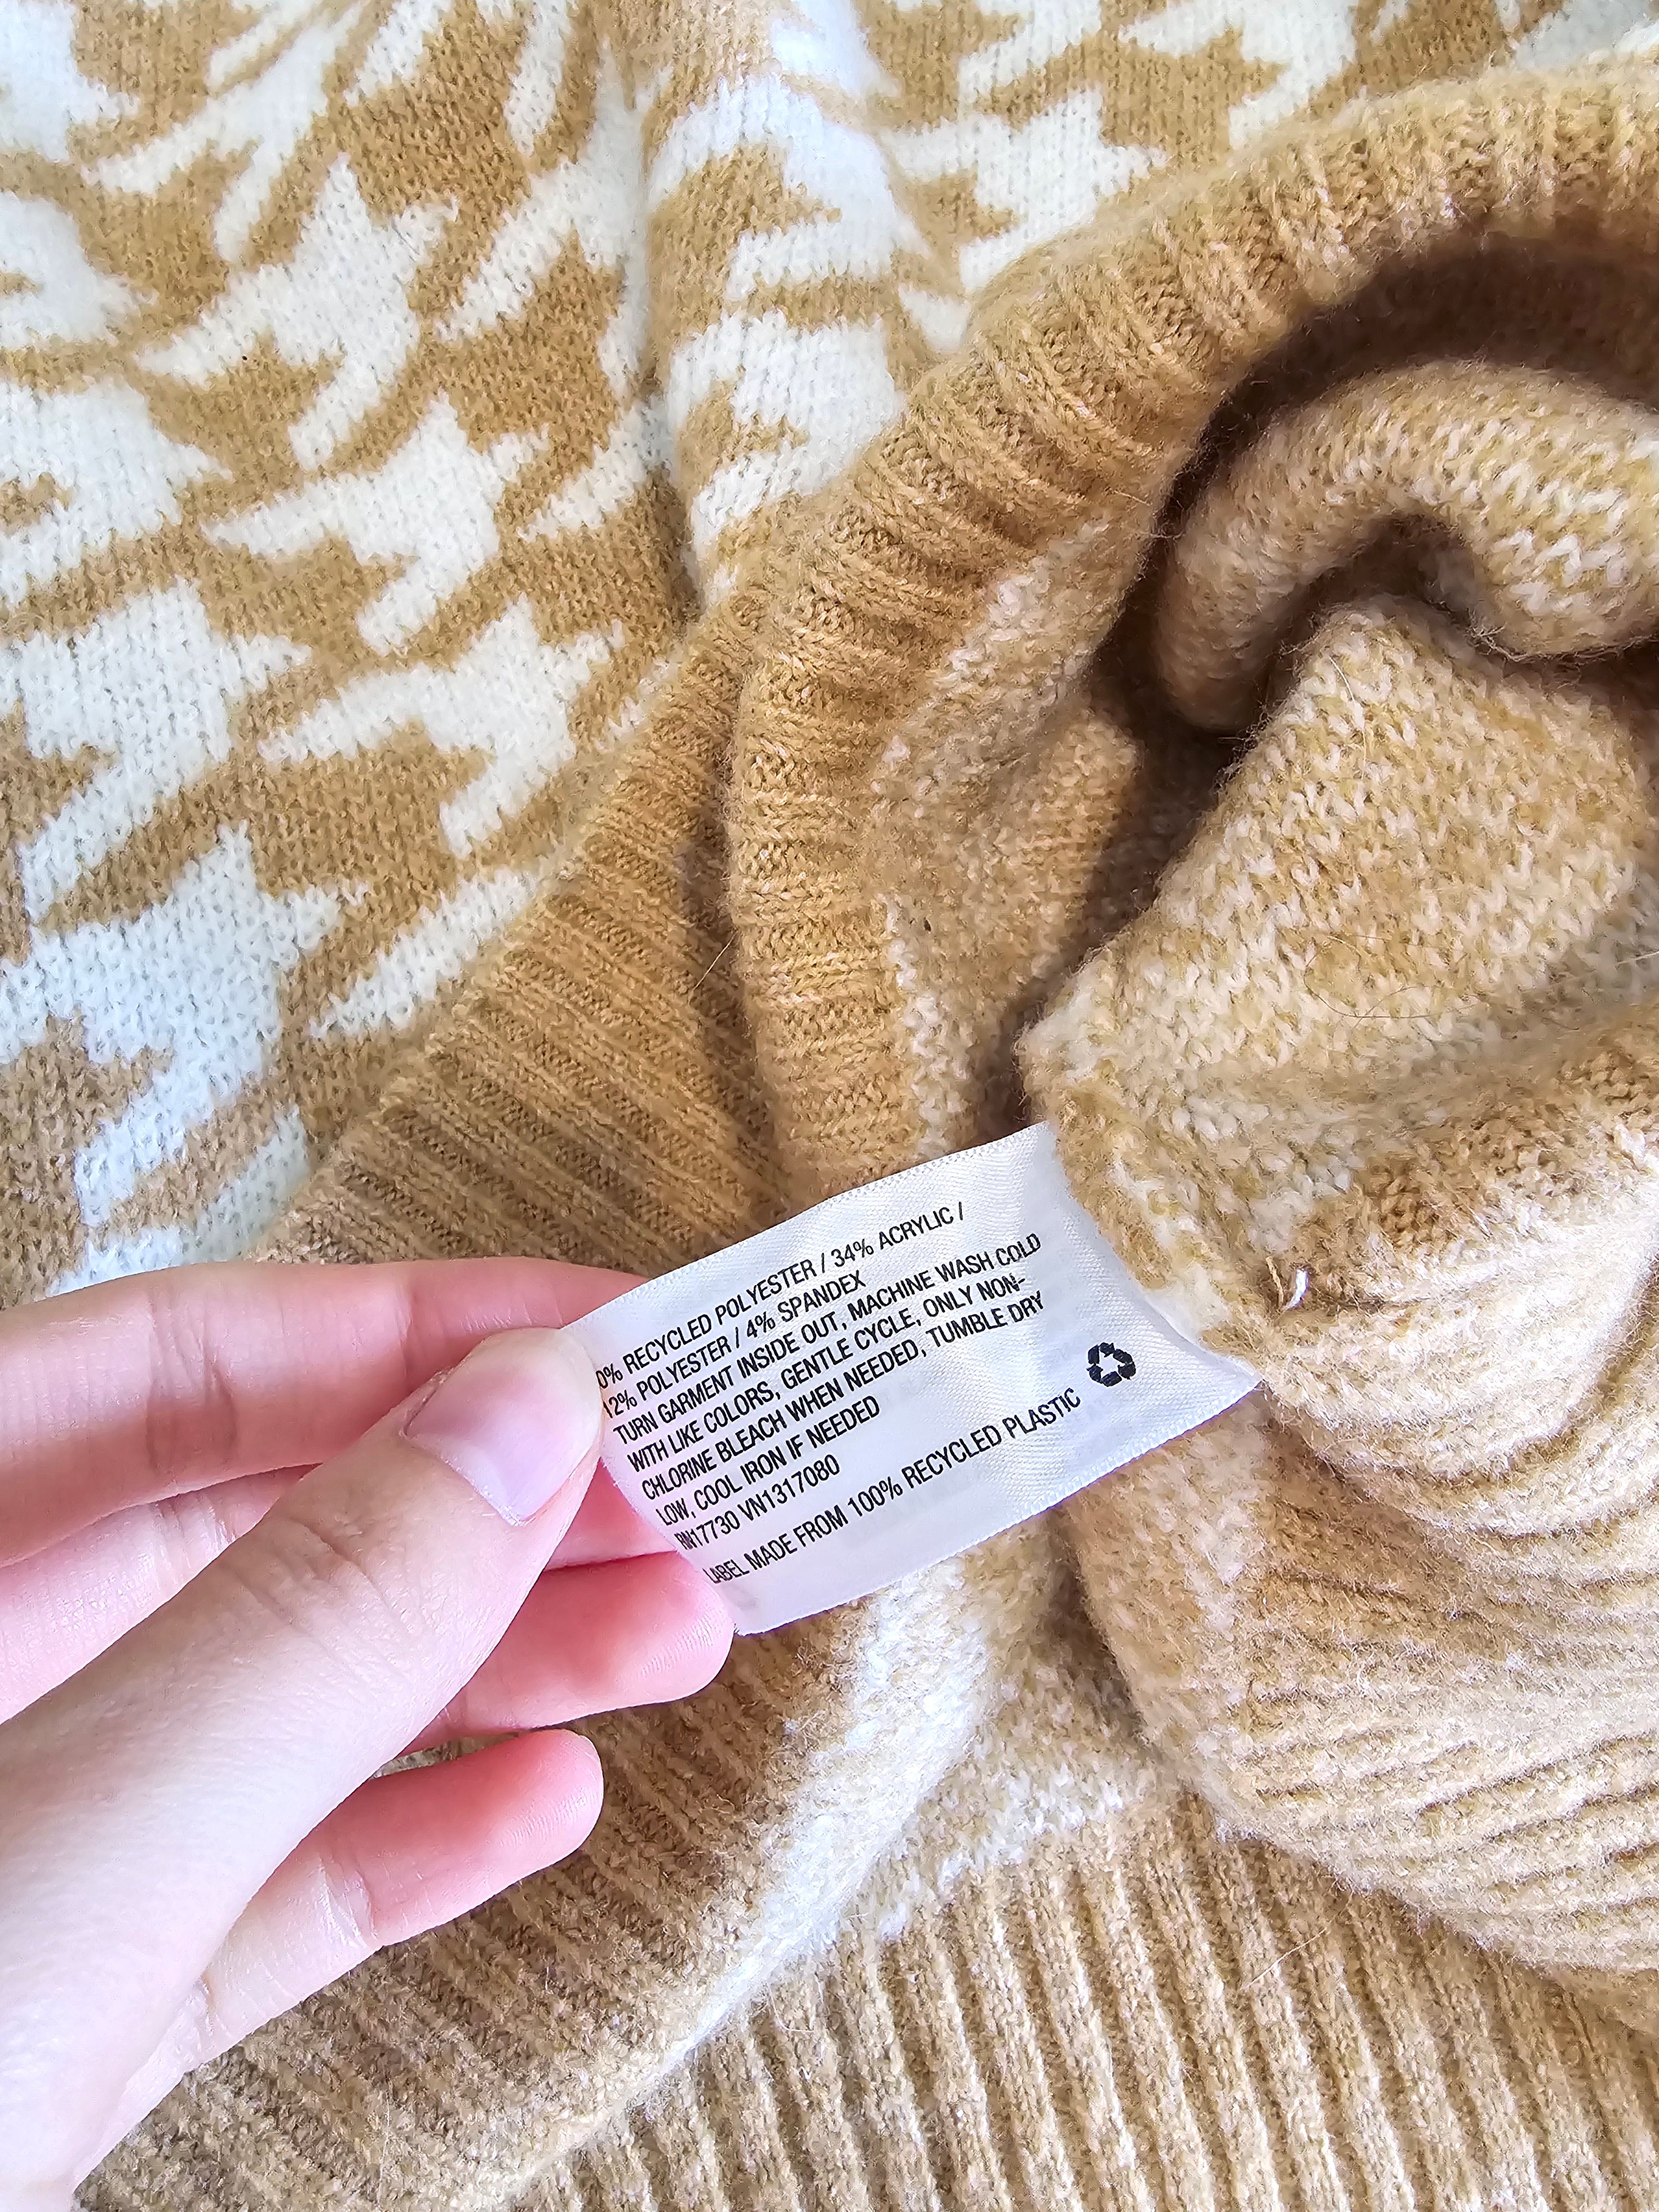 0% RECYCLED POLYESTER / 34% ACRYLIC /
12% POLYESTER / 4% SPANDEX
TURN GARMENT INSIDE OUT, MACHINE WASH COLD
WITH LIKE COLORS, GENTLE CYCLE, ONLY NON-
CHLORINE BLEACH WHEN NEEDED, TUMBLE DRY
LOW, COOL IRON IF NEEDED
RN17730 VN1317080
LABEL MADE FROM 100% RECYCLED PLASTIC